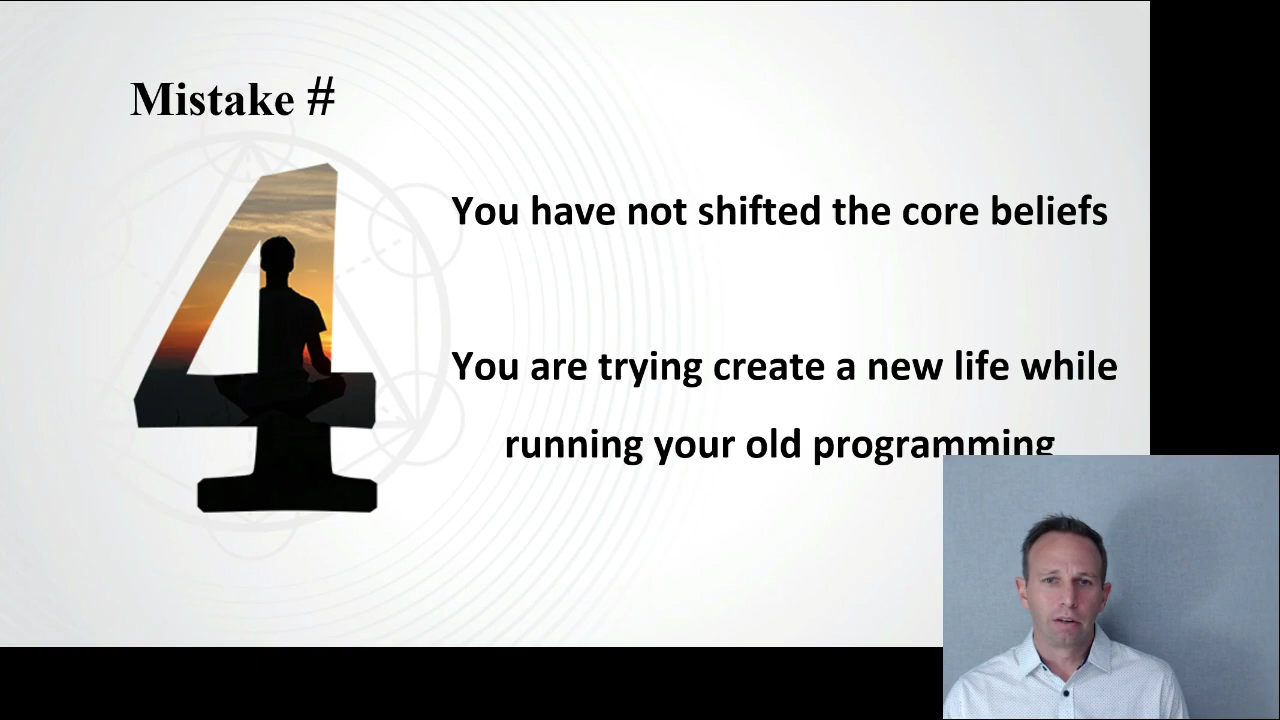 Mistake #
4
You have not shifted the core beliefs
You are trying create a new life while
running your old programming